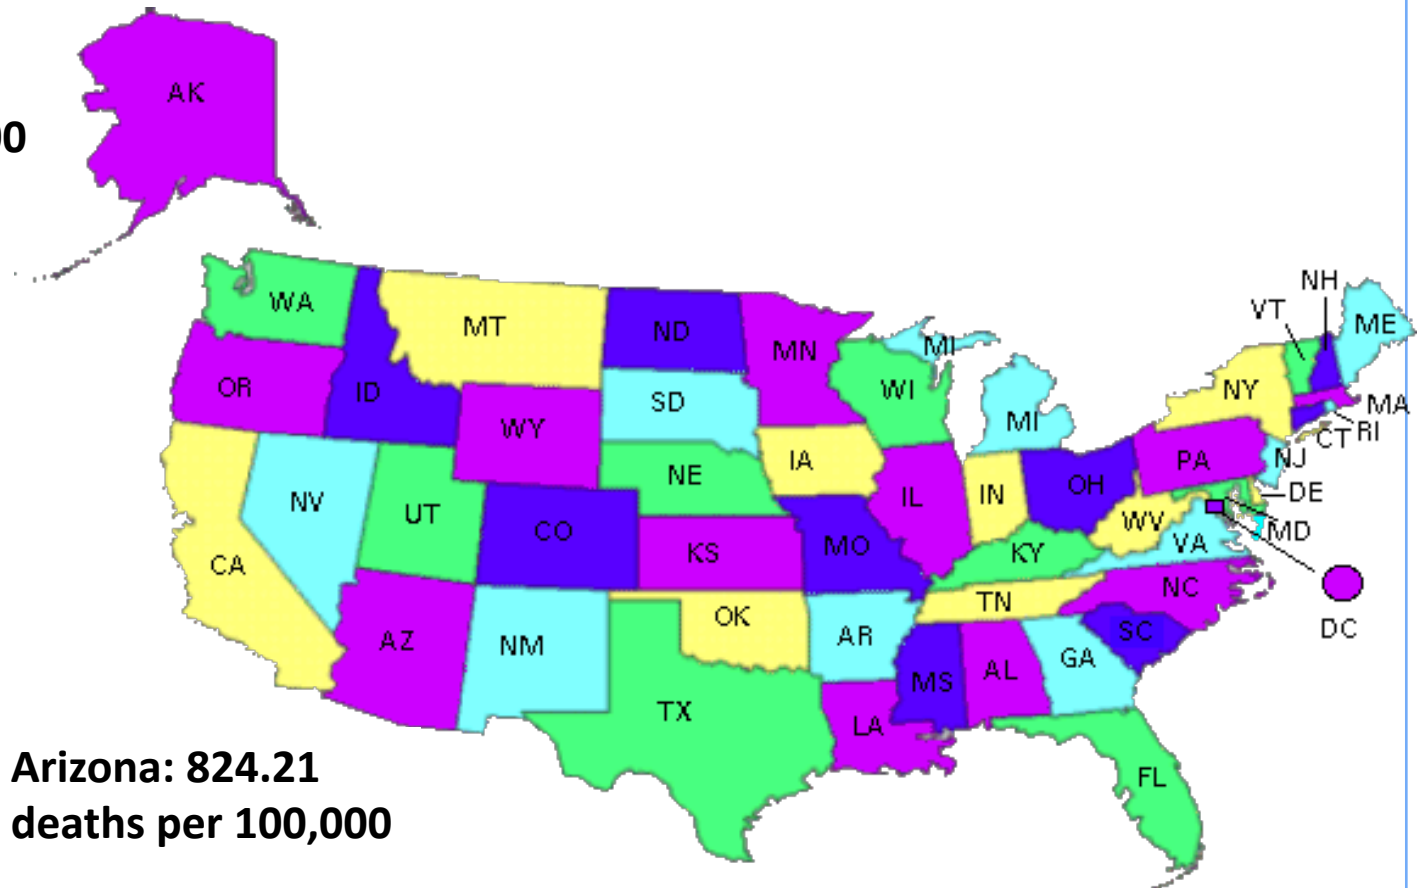 AK
00
NH
VT
ME
WA
MT
ND
MN
MI
OR
ID
SD
WI
NY
MA
WY
MI
RI
CT
IA
PA
NJ
NE
OH
NV
IL
IN
DE
UT
CO
WV
MD
MO
VA
KS
KY
CA
NC
TN
OK
DC
AR
SC
AZ
NM
GA
AL
MS
TX
LA
FL
Arizona: 824.21
deaths per 100,000